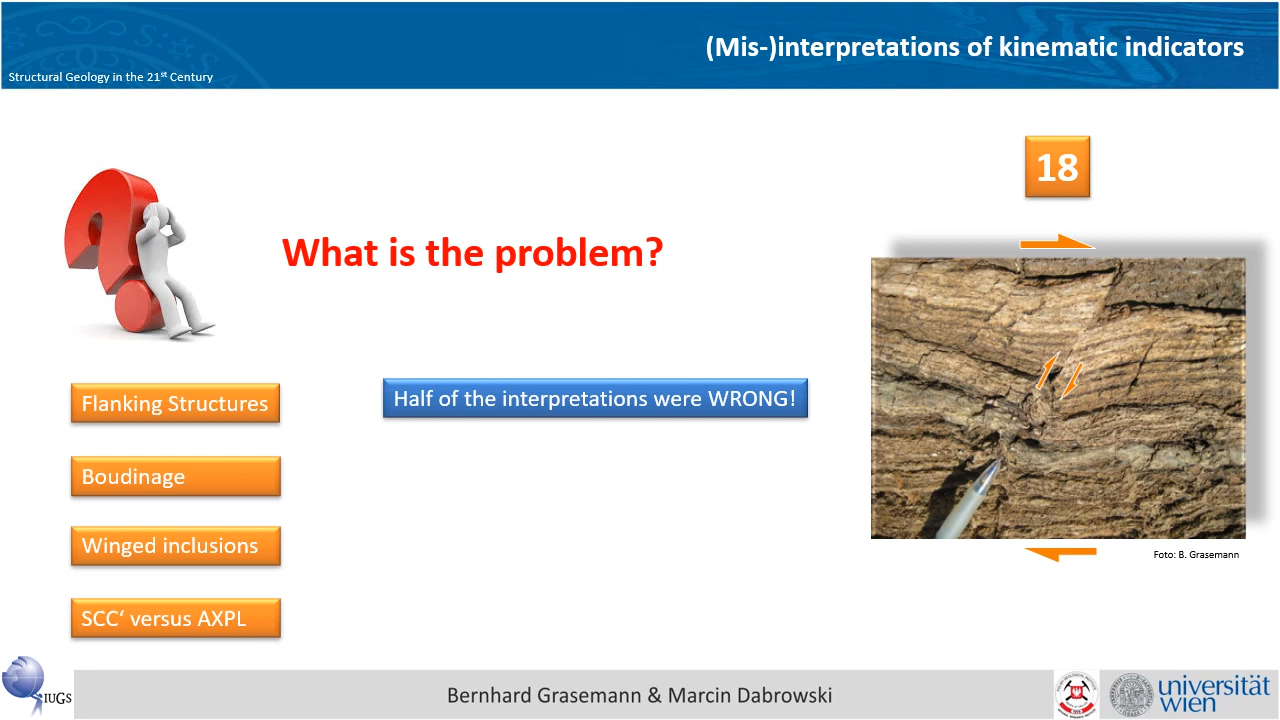 (Mis-)interpretations of kinematic indicators
Structural Geology in the 21st Century
18
What is the problem?
Flanking Structures
Half of the interpretations were WRONG!
Boudinage
Winged inclusions
Foto: B. Grasemann
SCC‘ versus AXPL
IUGS
Bernhard Grasemann & Marcin Dabrowski
universität
wien